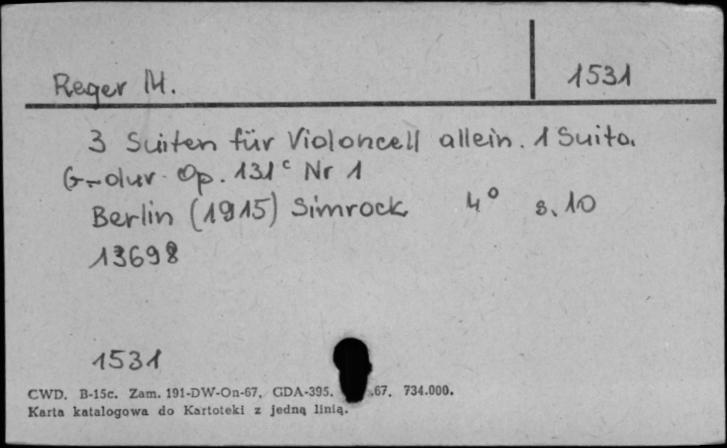 Reger M. 1531
3 Suiten für Violoncell allein. 1 Suita.
G-dur Op. 131ᶜ Nr 1
Berlin (1915) Simrock 4° s. 10
13698
1531
CWD. B-15c. Zam. 191-DW-On-67. GDA-395. .67. 734.000.
Karta katalogowa do Kartoteki z jedną linią.